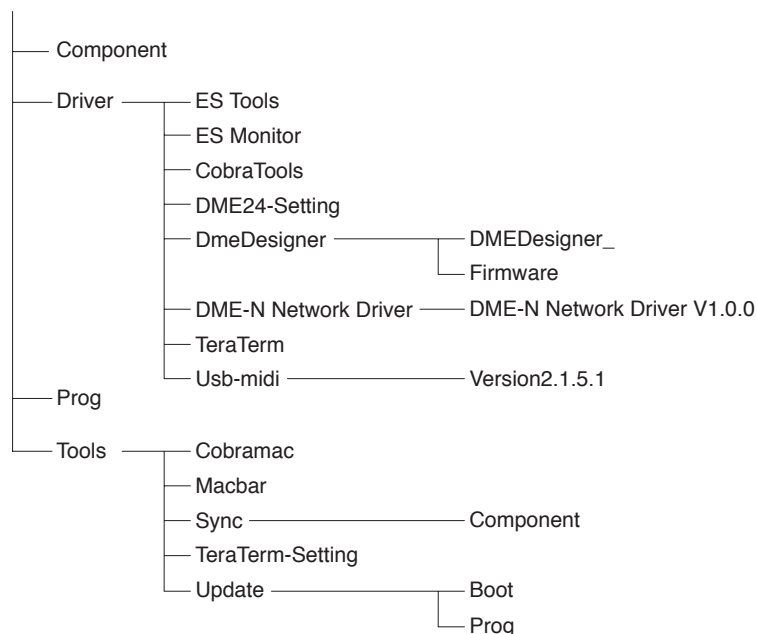 Component
Driver ES Tools
ES Monitor
CobraTools
DME24-Setting
DmeDesigner DMEDesigner_
Firmware
DME-N Network Driver DME-N Network Driver V1.0.0
TeraTerm
Usb-midi Version2.1.5.1
Prog
Tools Cobramac
Macbar
Sync Component
TeraTerm-Setting
Update Boot
Prog